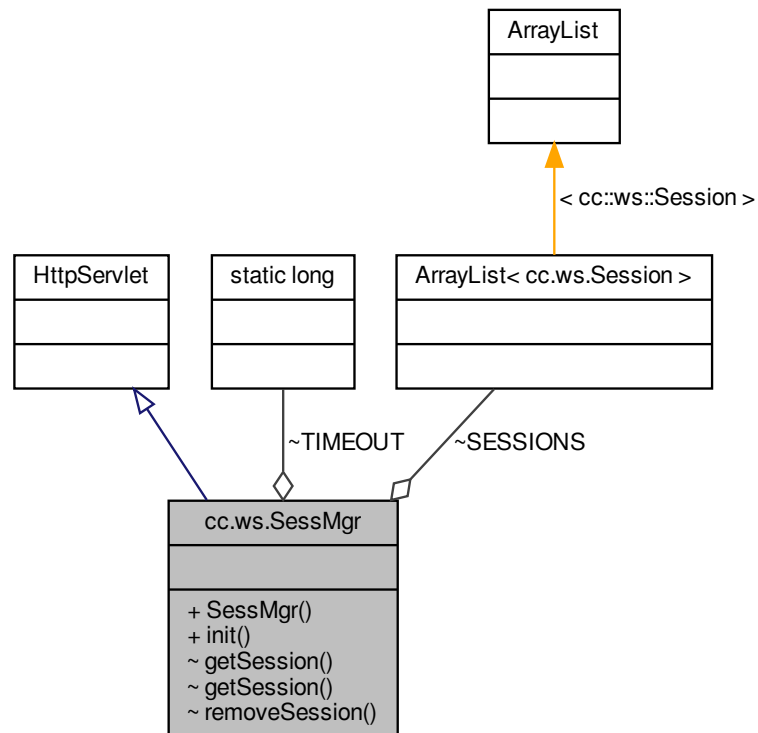 ArrayList
< cc::ws::Session >
HttpServlet
static long
ArrayList< cc.ws.Session >
~TIMEOUT
~SESSIONS
cc.ws.SessMgr
+ SessMgr()
+ init()
~ getSession()
~ getSession()
~ removeSession()